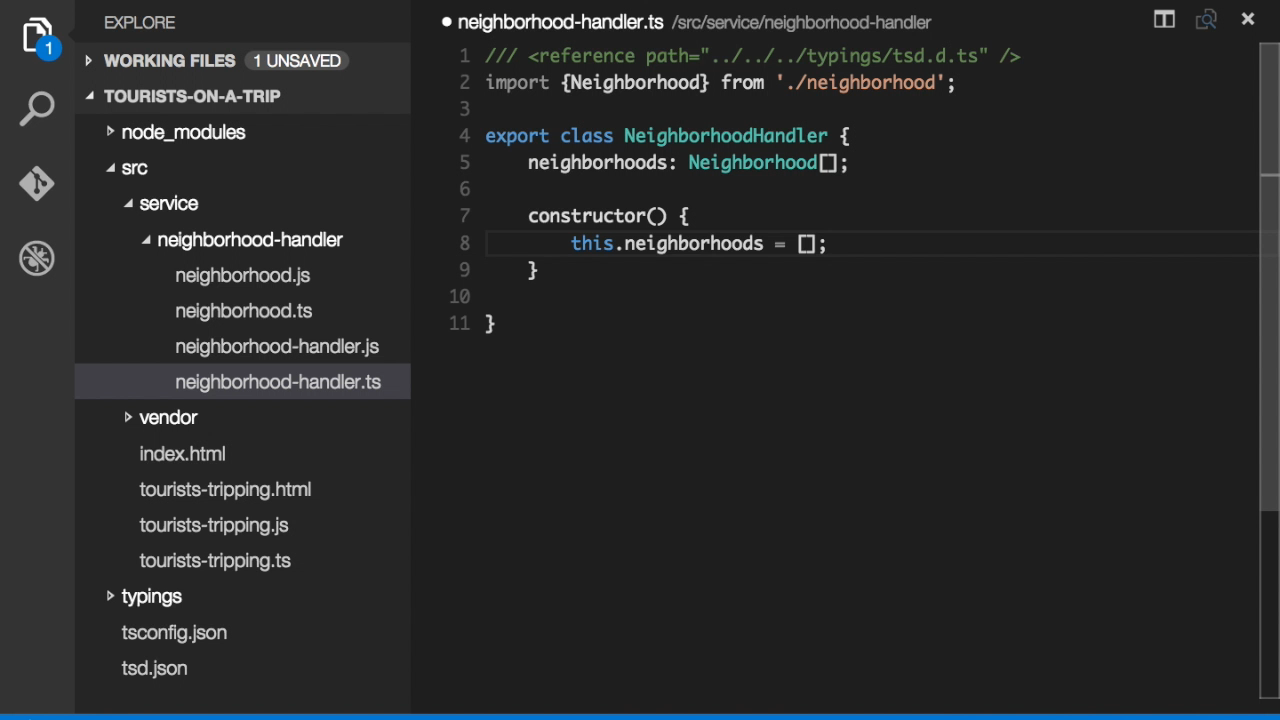 EXPLORE
1
WORKING FILES 1 UNSAVED
TOURISTS-ON-A-TRIP
node_modules
src
service
neighborhood-handler
neighborhood.js
neighborhood.ts
neighborhood-handler.js
neighborhood-handler.ts
vendor
index.html
tourists-tripping.html
tourists-tripping.js
tourists-tripping.ts
typings
tsconfig.json
tsd.json
neighborhood-handler.ts /src/service/neighborhood-handler
1 /// <reference path="../../../typings/tsd.d.ts" />
2 import {Neighborhood} from './neighborhood';
3
4 export class NeighborhoodHandler {
5 neighborhoods: Neighborhood[];
6
7 constructor() {
8 this.neighborhoods = [];
9 }
10
11 }